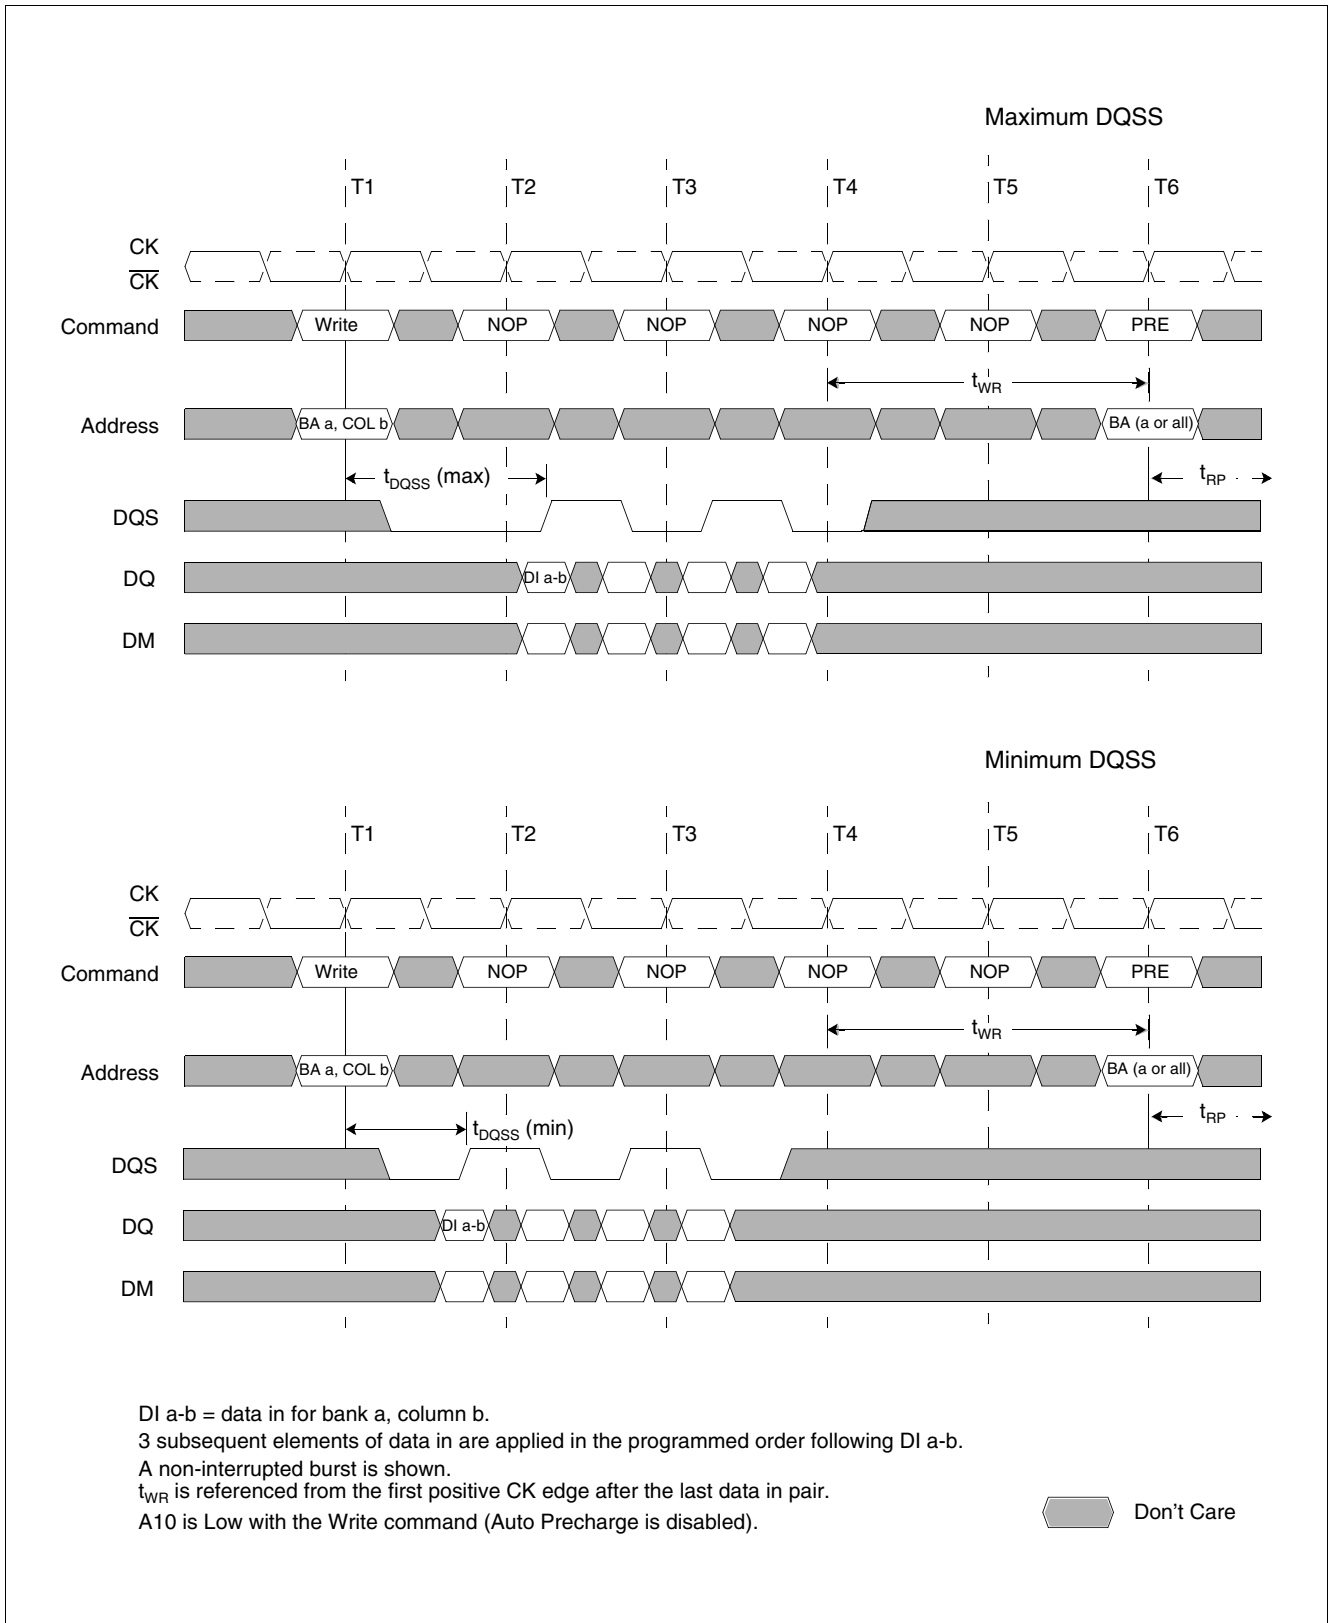 Maximum DQSS
T1 T2 T3 T4 T5 T6
CK
CK
Command Write NOP NOP NOP NOP PRE
tWR
Address BA a, COL b BA (a or all)
tDQSS (max) tRP
DQS
DQ DI a-b
DM
Minimum DQSS
T1 T2 T3 T4 T5 T6
CK
CK
Command Write NOP NOP NOP NOP PRE
tWR
Address BA a, COL b BA (a or all)
tDQSS (min) tRP
DQS
DQ DI a-b
DM
DI a-b = data in for bank a, column b.
3 subsequent elements of data in are applied in the programmed order following DI a-b.
A non-interrupted burst is shown.
tWR is referenced from the first positive CK edge after the last data in pair.
A10 is Low with the Write command (Auto Precharge is disabled).
Don't Care